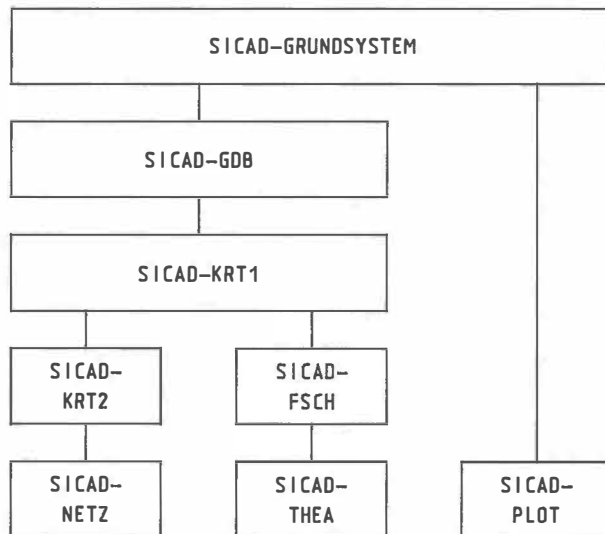 SICAD-GRUNDSYSTEM
SICAD-GDB
SICAD-KRT1
SICAD-
KRT2
SICAD-
FSCH
SICAD-
NETZ
SICAD-
THEA
SICAD-
PLOT